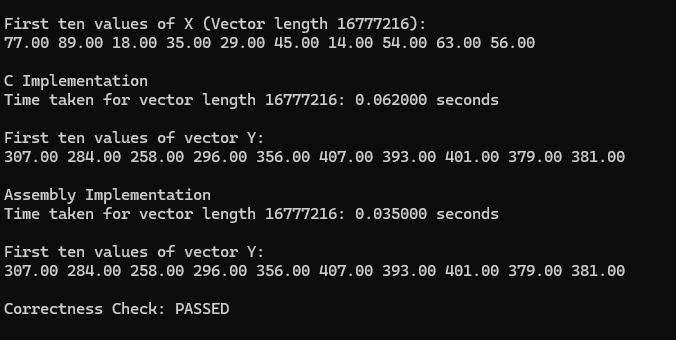 First ten values of X (Vector length 16777216):
77.00 89.00 18.00 35.00 29.00 45.00 14.00 54.00 63.00 56.00
C Implementation
Time taken for vector length 16777216: 0.062000 seconds
First ten values of vector Y:
307.00 284.00 258.00 296.00 356.00 407.00 393.00 401.00 379.00 381.00
Assembly Implementation
Time taken for vector length 16777216: 0.035000 seconds
First ten values of vector Y:
307.00 284.00 258.00 296.00 356.00 407.00 393.00 401.00 379.00 381.00
Correctness Check: PASSED